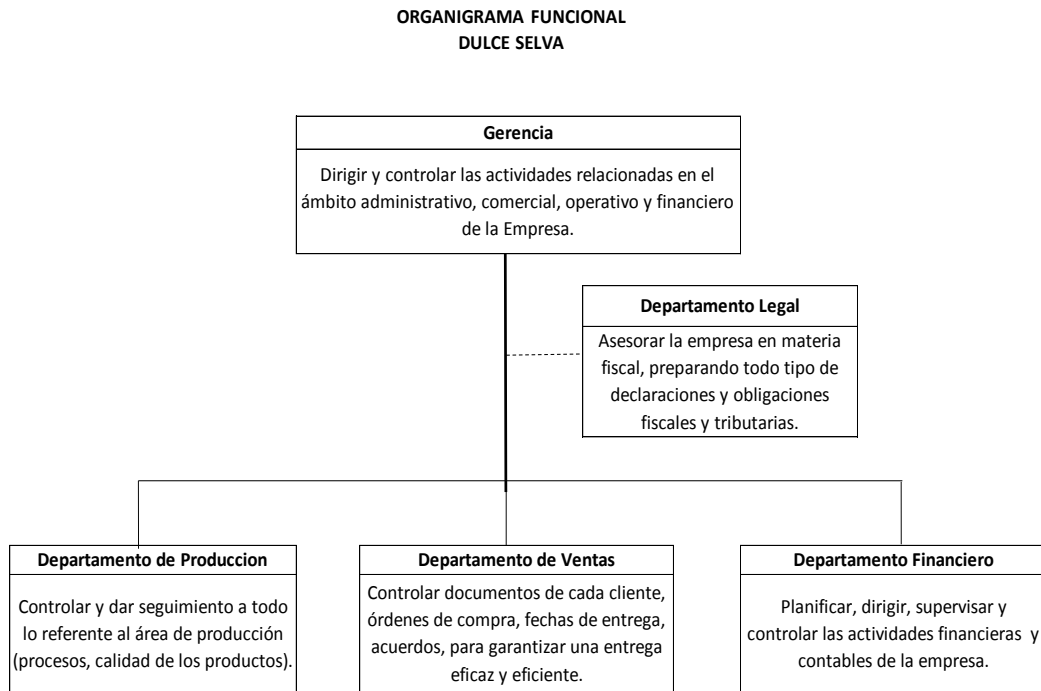 ORGANIGRAMA FUNCIONAL
DULCE SELVA
Gerencia
Dirigir y controlar las actividades relacionadas en el
ámbito administrativo, comercial, operativo y financiero
de la Empresa.
Departamento Legal
Asesorar la empresa en materia
fiscal, preparando todo tipo de
declaraciones y obligaciones
fiscales y tributarias.
Departamento de Produccion
Controlar y dar seguimiento a todo
lo referente al área de producción
(procesos, calidad de los productos).
Departamento de Ventas
Controlar documentos de cada cliente,
órdenes de compra, fechas de entrega,
acuerdos, para garantizar una entrega
eficaz y eficiente.
Departamento Financiero
Planificar, dirigir, supervisar y
controlar las actividades financieras y
contables de la empresa.